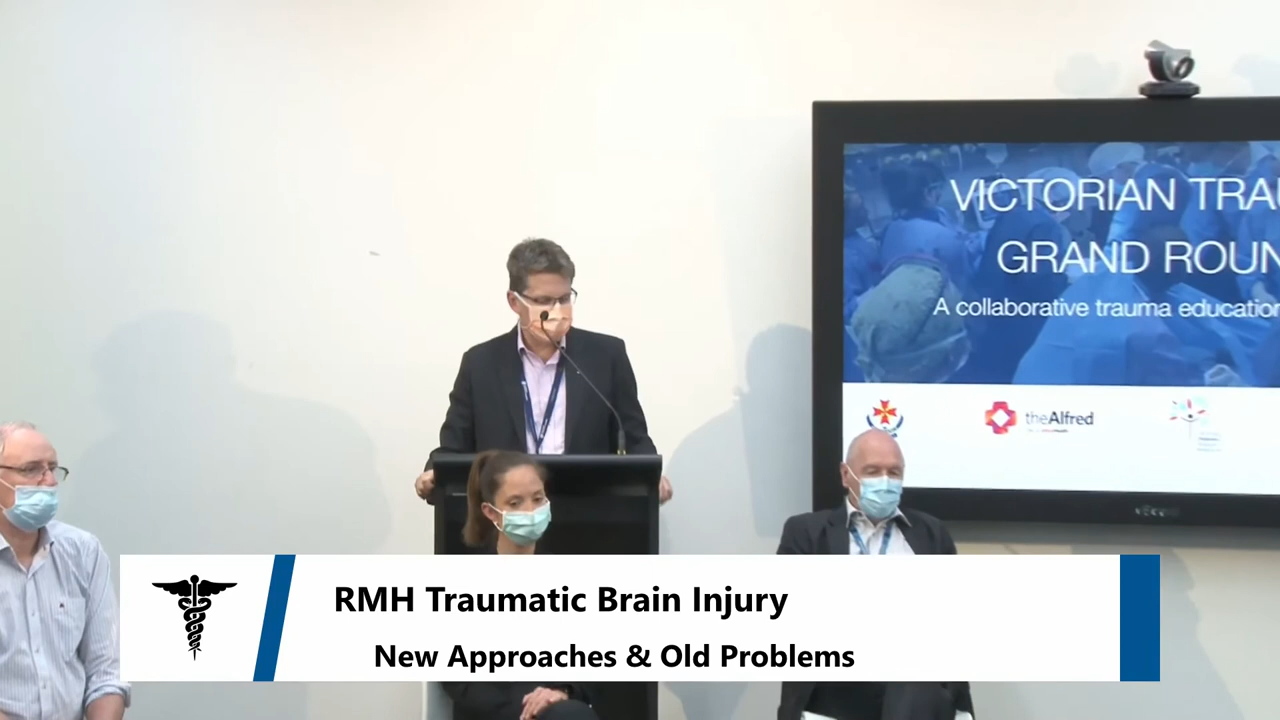 VICTORIAN TRAU
GRAND ROUN
A collaborative trauma education
theAlfred
RMH Traumatic Brain Injury
New Approaches & Old Problems